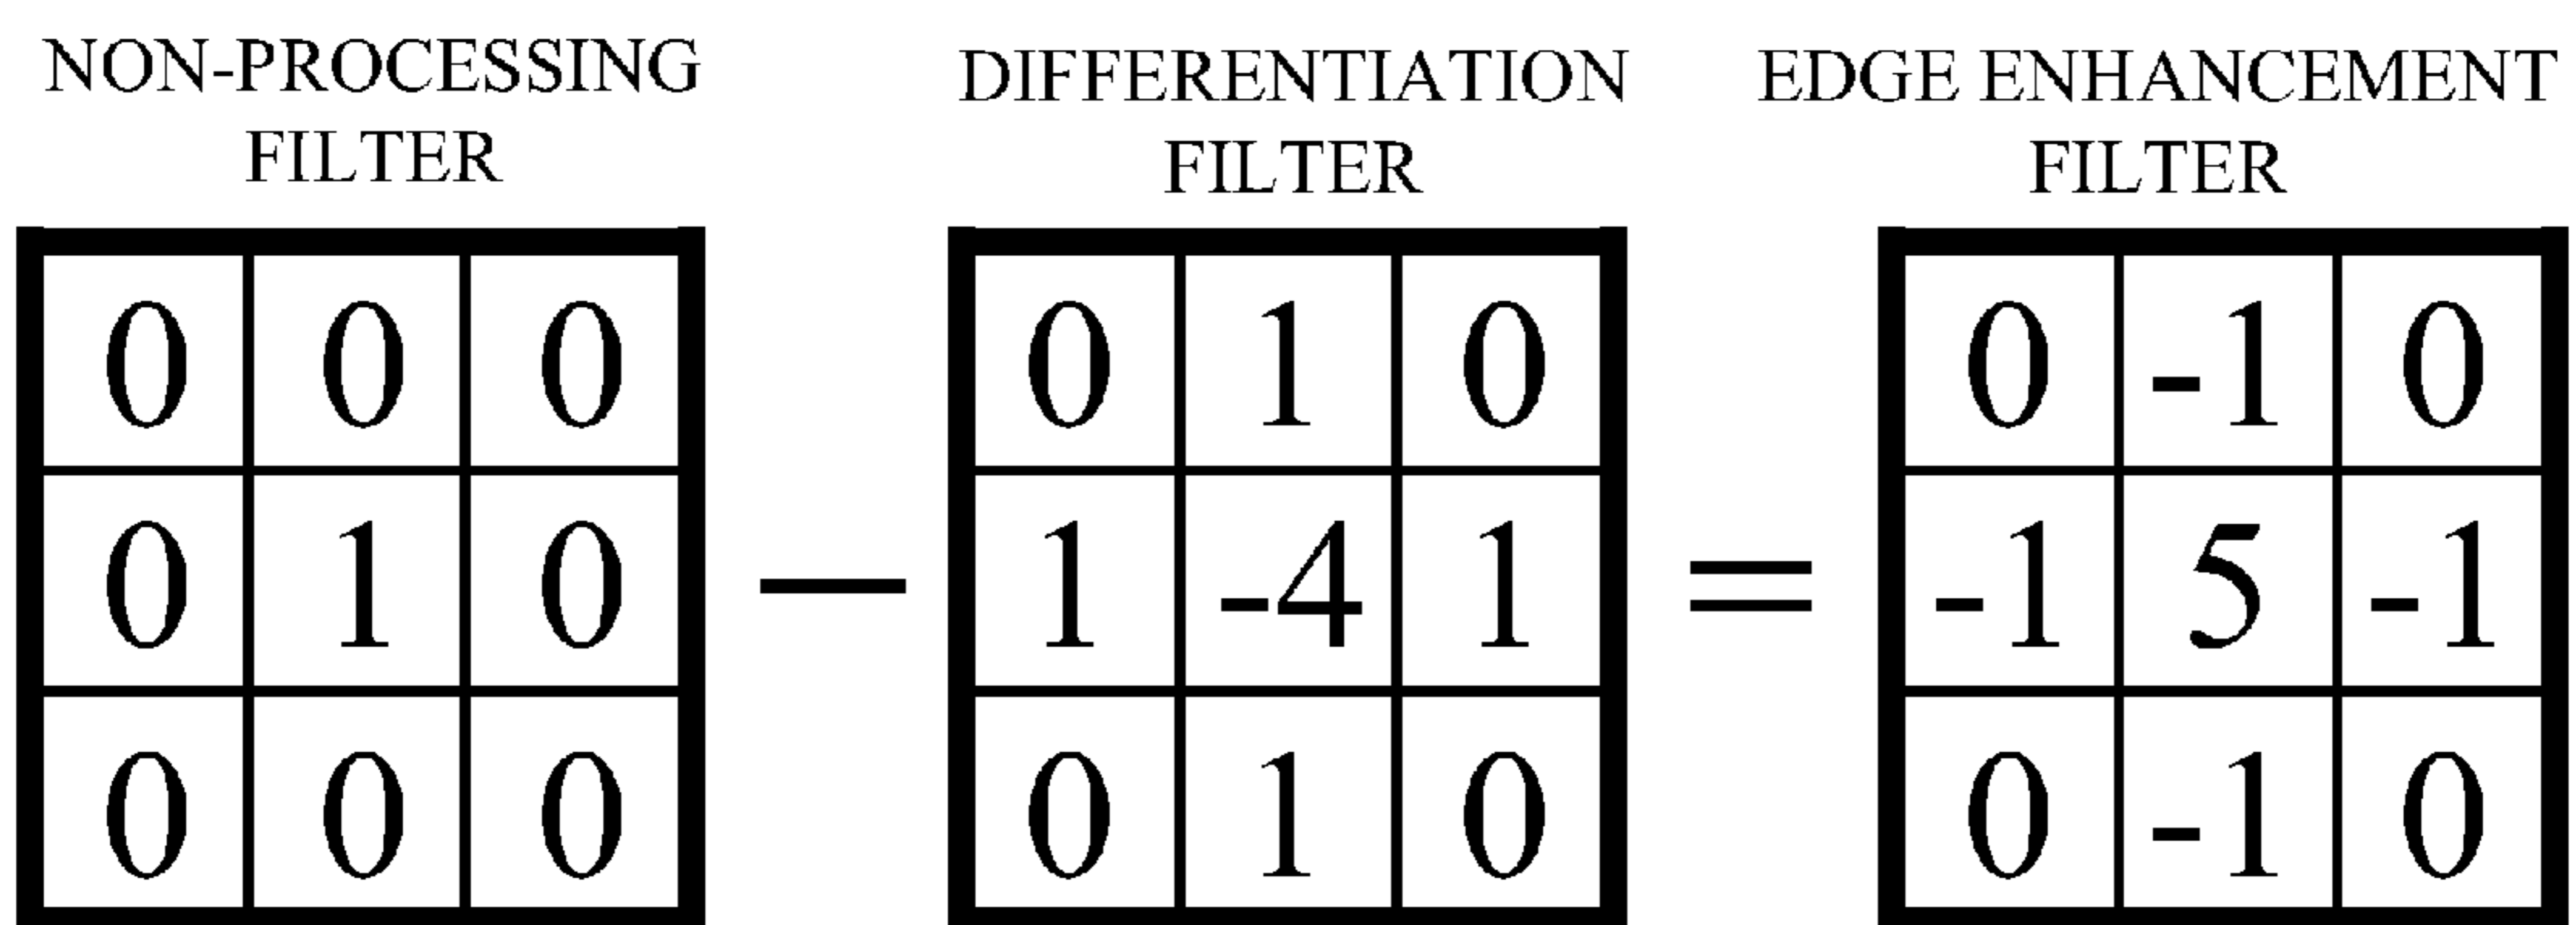 NON-PROCESSING
FILTER
DIFFERENTIATION
FILTER
EDGE ENHANCEMENT
FILTER
0 0 0 0 1 0 0 -1 0
0 1 0 — 1 -4 1 = -1 5 -1
0 0 0 0 1 0 0 -1 0